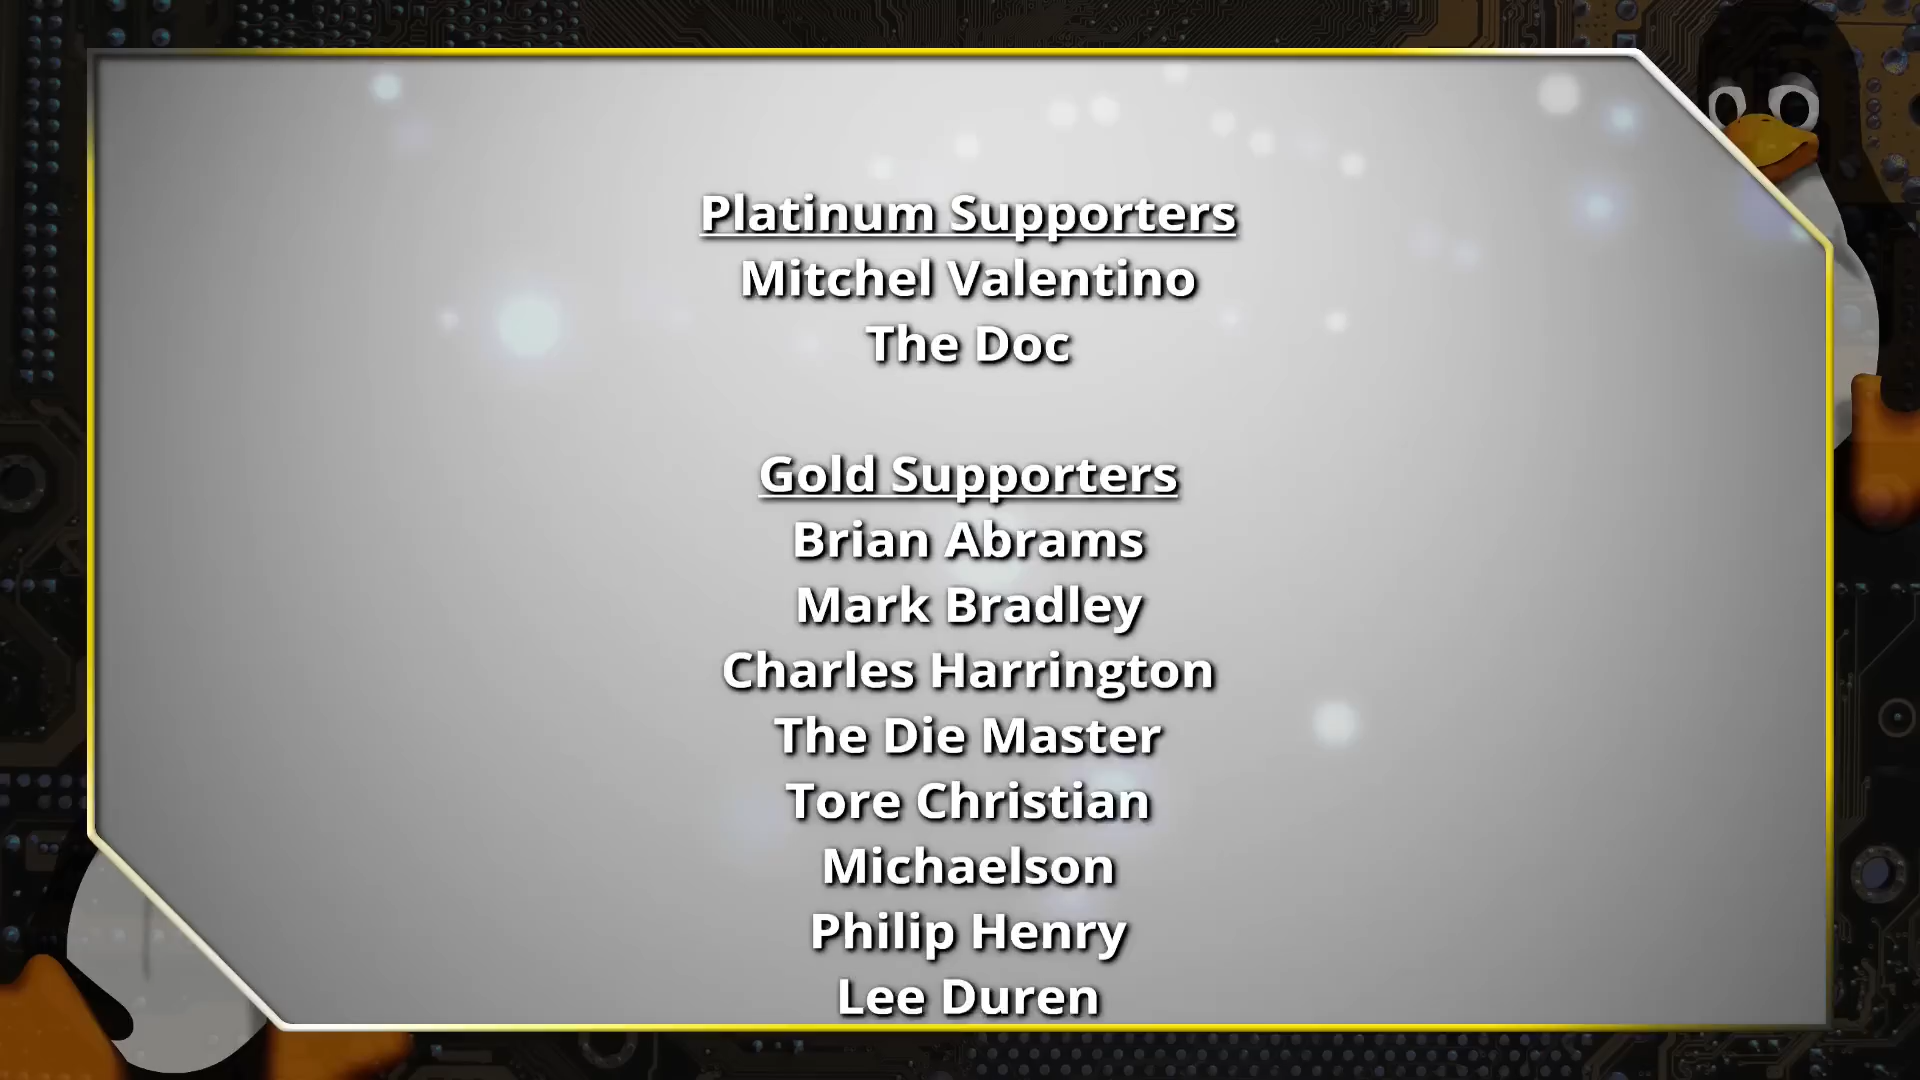 Platinum Supporters
Mitchel Valentino
The Doc
Gold Supporters
Brian Abrams
Mark Bradley
Charles Harrington
The Die Master
Tore Christian
Michaelson
Philip Henry
Lee Duren